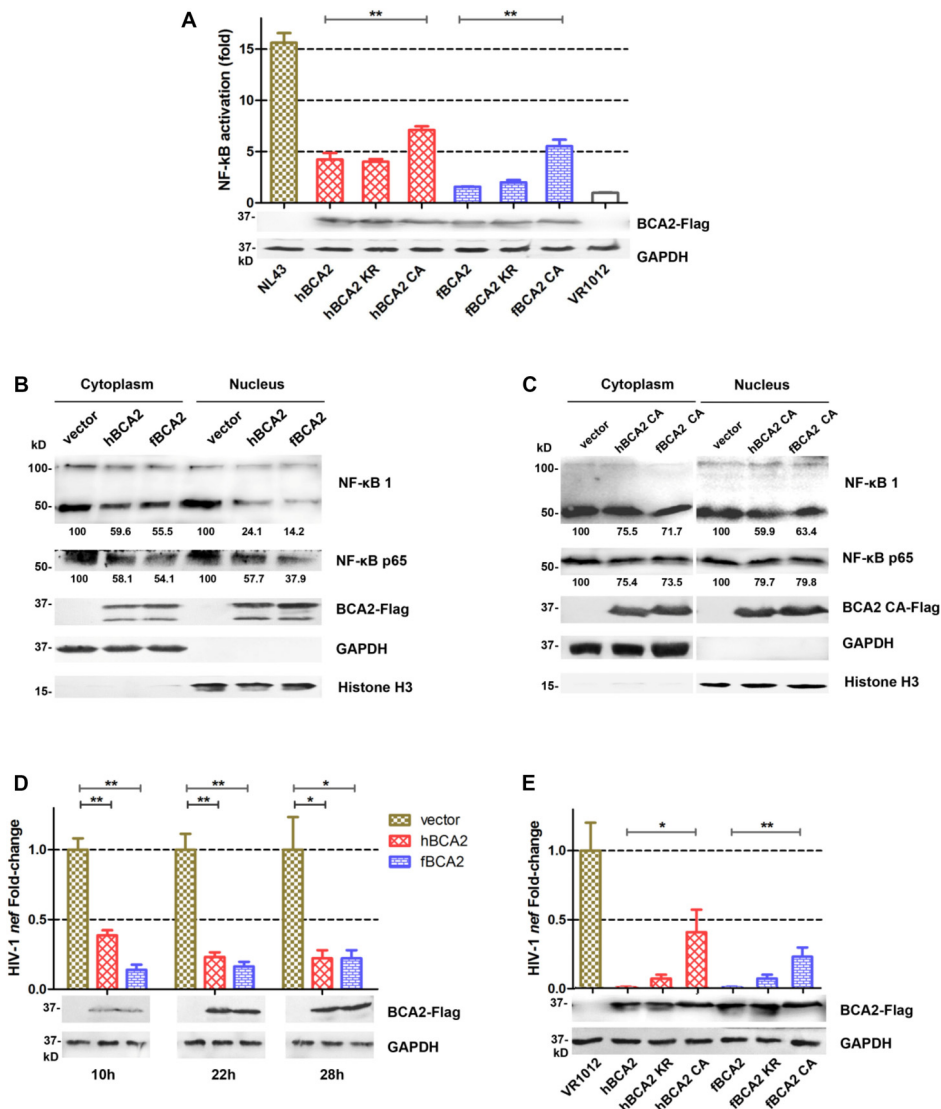 A
** **
NF-kB activation (fold)
15
10
5
0
37-
BCA2-Flag
37-
GAPDH
kD
NL43 hBCA2 hBCA2 KR hBCA2 CA fBCA2 fBCA2 KR fBCA2 CA VR1012
B
Cytoplasm Nucleus
vector hBCA2 fBCA2 vector hBCA2 fBCA2
kD
100-
NF-κB 1
50-
100 59.6 55.5 100 24.1 14.2
NF-κB p65
50-
100 58.1 54.1 100 57.7 37.9
37-
BCA2-Flag
37-
GAPDH
15-
Histone H3
C
Cytoplasm Nucleus
vector hBCA2 CA fBCA2 CA vector hBCA2 CA fBCA2 CA
kD
100-
NF-κB 1
50-
100 75.5 71.7 100 59.9 63.4
50-
NF-κB p65
100 75.4 73.5 100 79.7 79.8
37-
BCA2 CA-Flag
37-
GAPDH
15-
Histone H3
D
** ** *
** ** *
vector
hBCA2
fBCA2
HIV-1 nef Fold-change
1.0
0.5
0.0
37-
BCA2-Flag
37-
GAPDH
kD
10h 22h 28h
E
* **
HIV-1 nef Fold-change
1.0
0.5
0.0
37-
BCA2-Flag
37-
GAPDH
kD
VR1012 hBCA2 hBCA2 KR hBCA2 CA fBCA2 fBCA2 KR fBCA2 CA